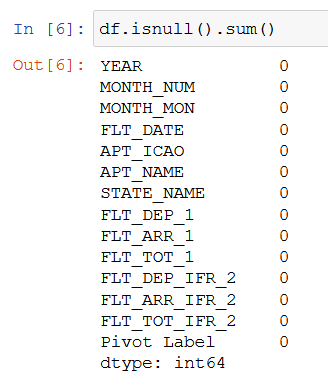 In [6]: df.isnull().sum()
Out[6]: YEAR 0
MONTH_NUM 0
MONTH_MON 0
FLT_DATE 0
APT_ICAO 0
APT_NAME 0
STATE_NAME 0
FLT_DEP_1 0
FLT_ARR_1 0
FLT_TOT_1 0
FLT_DEP_IFR_2 0
FLT_ARR_IFR_2 0
FLT_TOT_IFR_2 0
Pivot Label 0
dtype: int64